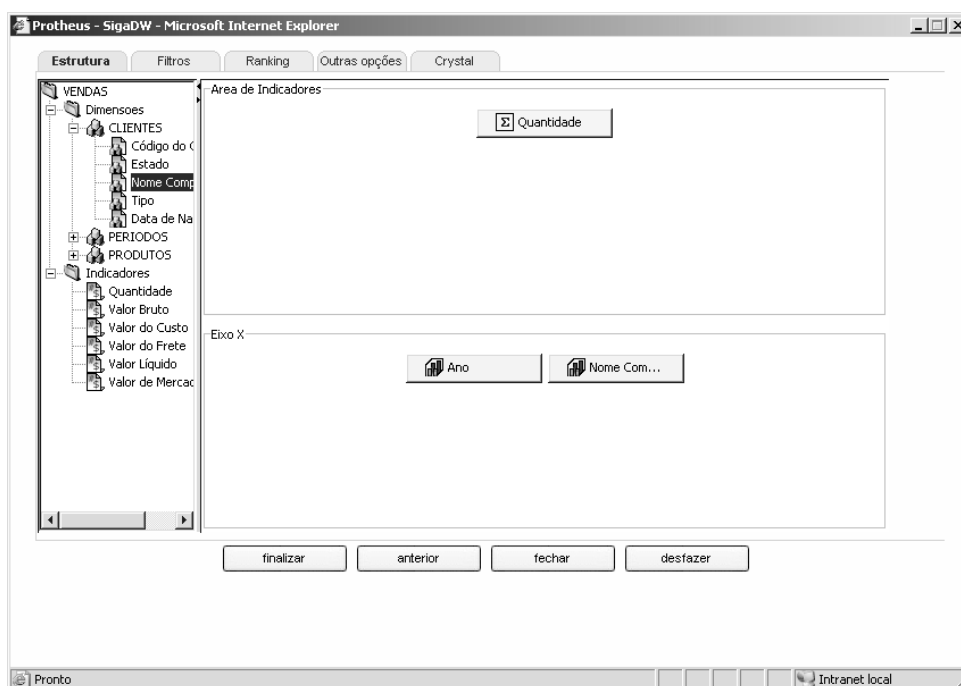 Protheus - SigaDW - Microsoft Internet Explorer
Estrutura Filtros Ranking Outras opções Crystal
VENDAS
Dimensoes
CLIENTES
Código do C
Estado
Nome Comp
Tipo
Data de Na
PERIODOS
PRODUTOS
Indicadores
Quantidade
Valor Bruto
Valor do Custo
Valor do Frete
Valor Líquido
Valor de Mercad
Area de Indicadores
Σ Quantidade
Eixo X
Ano Nome Com...
finalizar anterior fechar desfazer
Pronto Intranet local